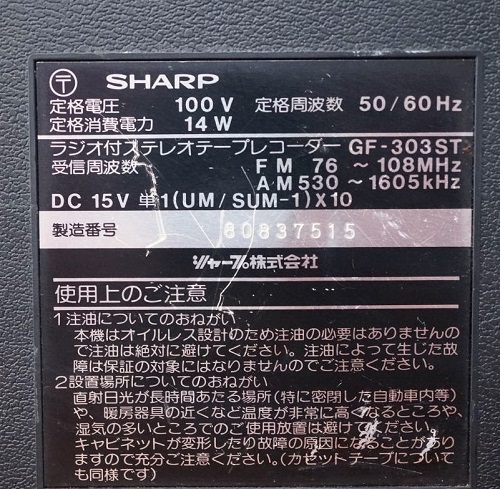 〒 SHARP
定格電圧 100V 定格周波数 50/60Hz
定格消費電力 14W
ラジオ付ステレオテープレコーダー GF-303ST
受信周波数 FM 76 ～ 108MHz
AM 530 ～ 1605kHz
DC 15V 単1(UM/SUM-1)X10
製造番号 80837515
シャープ株式会社
使用上のご注意
1注油についてのおねがい
本機はオイルレス設計のため注油の必要はありませんの
で注油は絶対に避けてください。注油によって生じた故
障は保証の対象にはなりませんのでご注意ください。
2設置場所についてのおねがい
直射日光が長時間あたる場所(特に密閉した自動車内等)
や、暖房器具の近くなど温度が非常に高くなるところや
湿気の多いところでのご使用放置は避けてください。
キャビネットが変形したり故障の原因になることがあり
ますのでご注意ください。(カセットテープについて
も同様です)